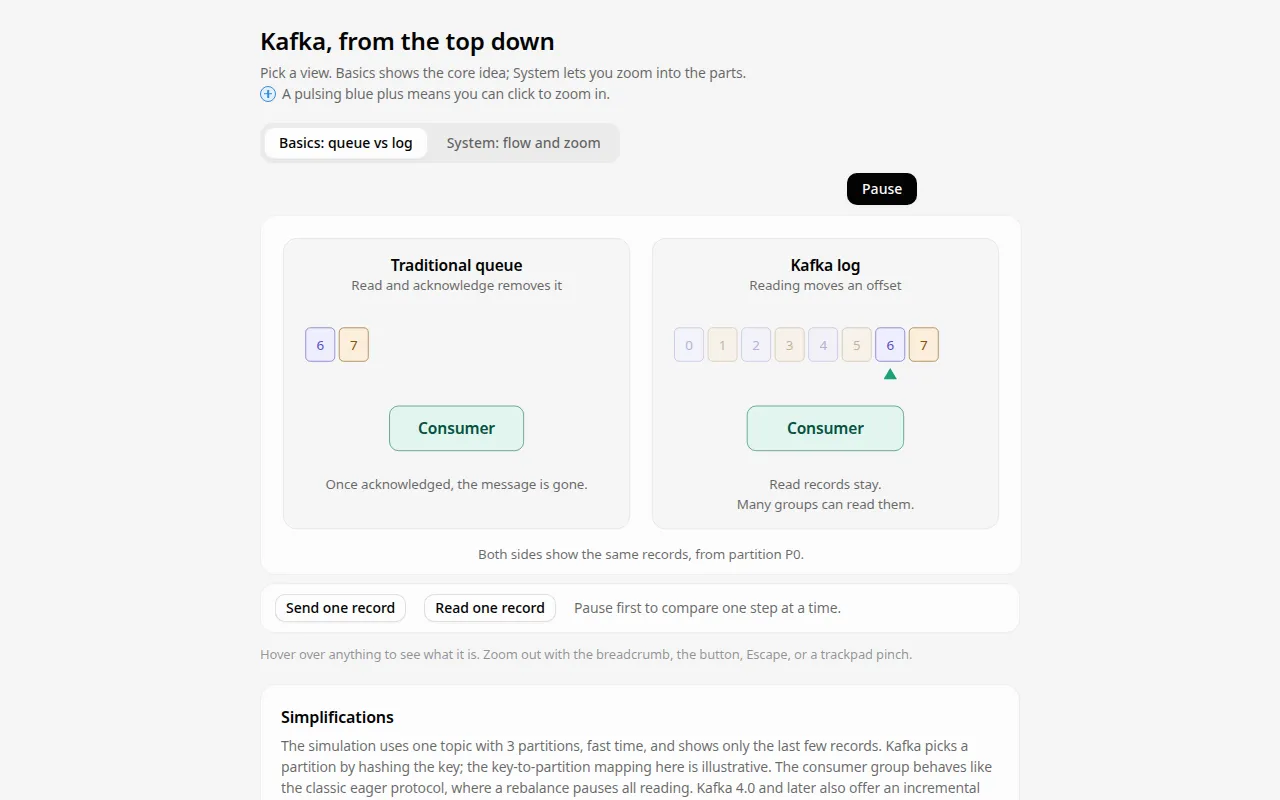 Kafka, from the top down
Pick a view. Basics shows the core idea; System lets you zoom into the parts.
A pulsing blue plus means you can click to zoom in.
Basics: queue vs log
System: flow and zoom
Pause
Traditional queue
Read and acknowledge removes it
6 7
Consumer
Once acknowledged, the message is gone.
Kafka log
Reading moves an offset
0 1 2 3 4 5 6 7
Consumer
Read records stay.
Many groups can read them.
Both sides show the same records, from partition P0.
Send one record
Read one record
Pause first to compare one step at a time.
Hover over anything to see what it is. Zoom out with the breadcrumb, the button, Escape, or a trackpad pinch.
Simplifications
The simulation uses one topic with 3 partitions, fast time, and shows only the last few records. Kafka picks a
partition by hashing the key; the key-to-partition mapping here is illustrative. The consumer group behaves like
the classic eager protocol, where a rebalance pauses all reading. Kafka 4.0 and later also offer an incremental